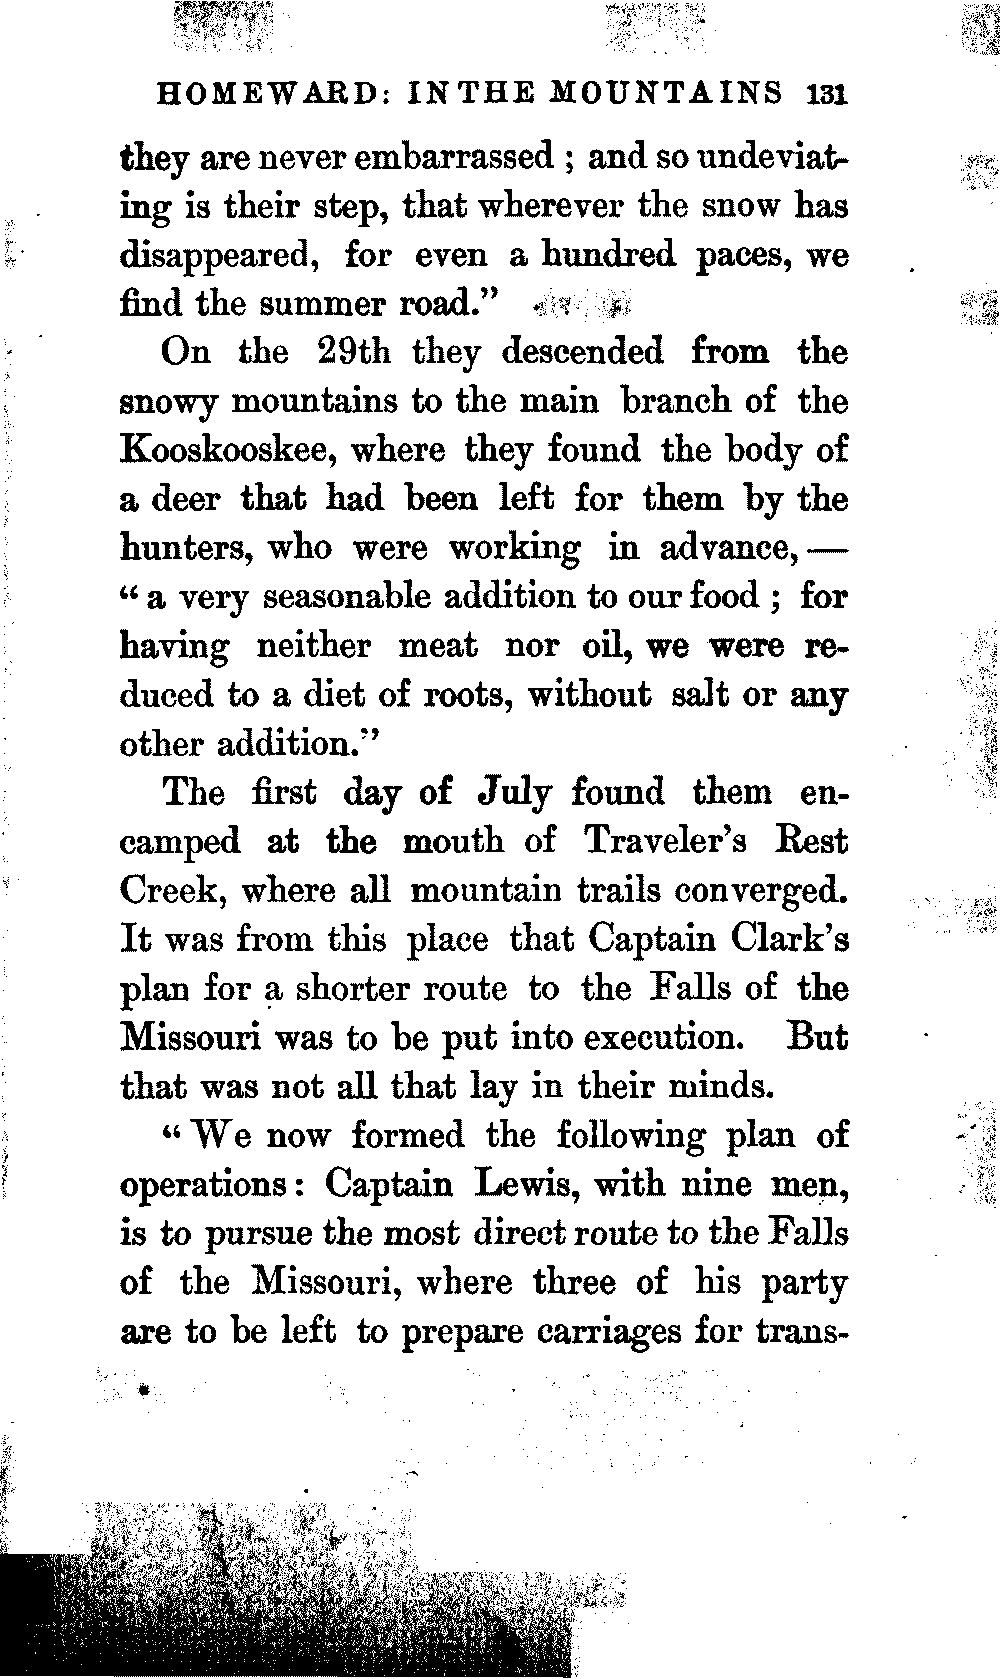 HOMEWARD: IN THE MOUNTAINS 131
they are never embarrassed ; and so undeviat-
ing is their step, that wherever the snow has
disappeared, for even a hundred paces, we
find the summer road."
On the 29th they descended from the
snowy mountains to the main branch of the
Kooskooskee, where they found the body of
a deer that had been left for them by the
hunters, who were working in advance, —
" a very seasonable addition to our food ; for
having neither meat nor oil, we were re-
duced to a diet of roots, without salt or any
other addition."
The first day of July found them en-
camped at the mouth of Traveler's Rest
Creek, where all mountain trails converged.
It was from this place that Captain Clark's
plan for a shorter route to the Falls of the
Missouri was to be put into execution. But
that was not all that lay in their minds.
" We now formed the following plan of
operations : Captain Lewis, with nine men,
is to pursue the most direct route to the Falls
of the Missouri, where three of his party
are to be left to prepare carriages for trans-